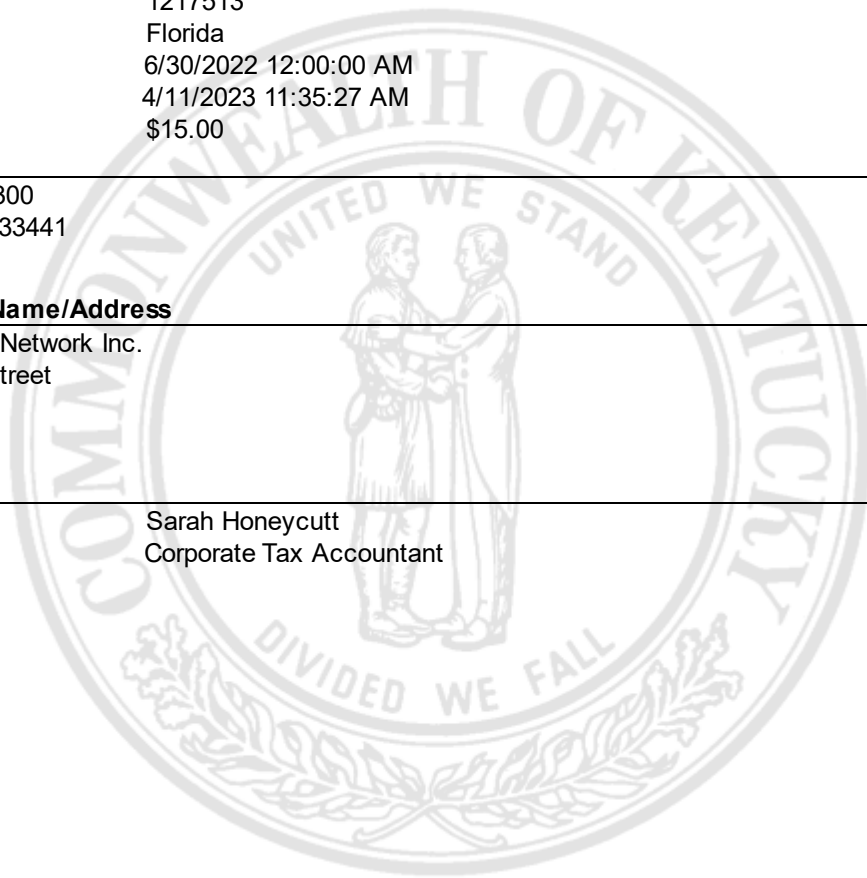 1217513
Florida
6/30/2022 12:00:00 AM
4/11/2023 11:35:27 AM
$15.00
300
33441
Name/Address
Network Inc.
treet
Sarah Honeycutt
Corporate Tax Accountant
COMMONWEALTH OF KENTUCKY
UNITED WE STAND
DIVIDED WE FALL